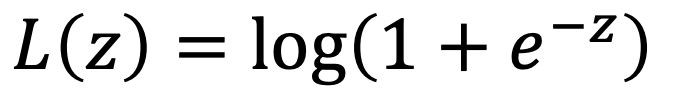 L(z) = log(1 + e^{-z})